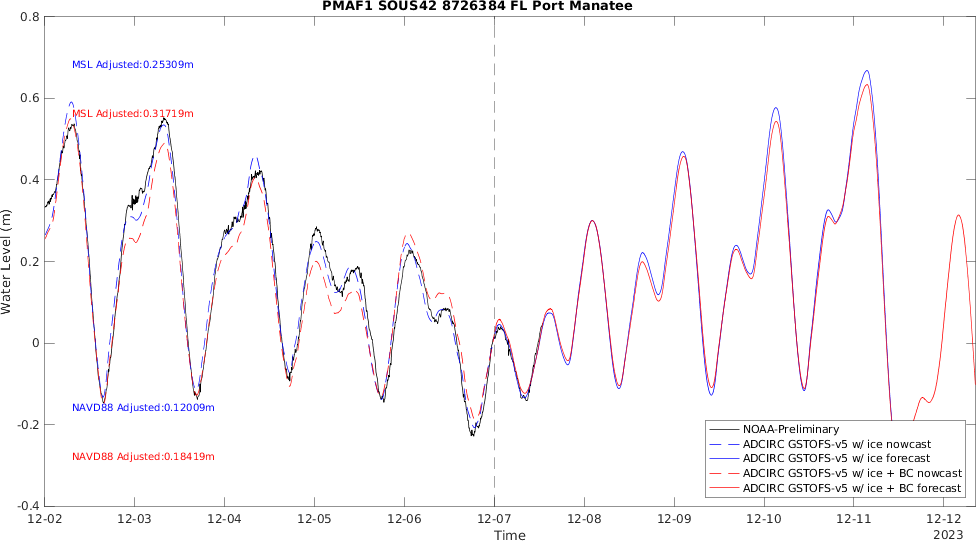 PMAF1 SOUS42 8726384 FL Port Manatee
0.8
0.6
0.4
0.2
0
-0.2
-0.4
Water Level (m)
MSL Adjusted:0.25309m
MSL Adjusted:0.31719m
NAVD88 Adjusted:0.12009m
NAVD88 Adjusted:0.18419m
NOAA-Preliminary
ADCIRC GSTOFS-v5 w/ ice nowcast
ADCIRC GSTOFS-v5 w/ ice forecast
ADCIRC GSTOFS-v5 w/ ice + BC nowcast
ADCIRC GSTOFS-v5 w/ ice + BC forecast
12-02 12-03 12-04 12-05 12-06 12-07 12-08 12-09 12-10 12-11 12-12
Time
2023